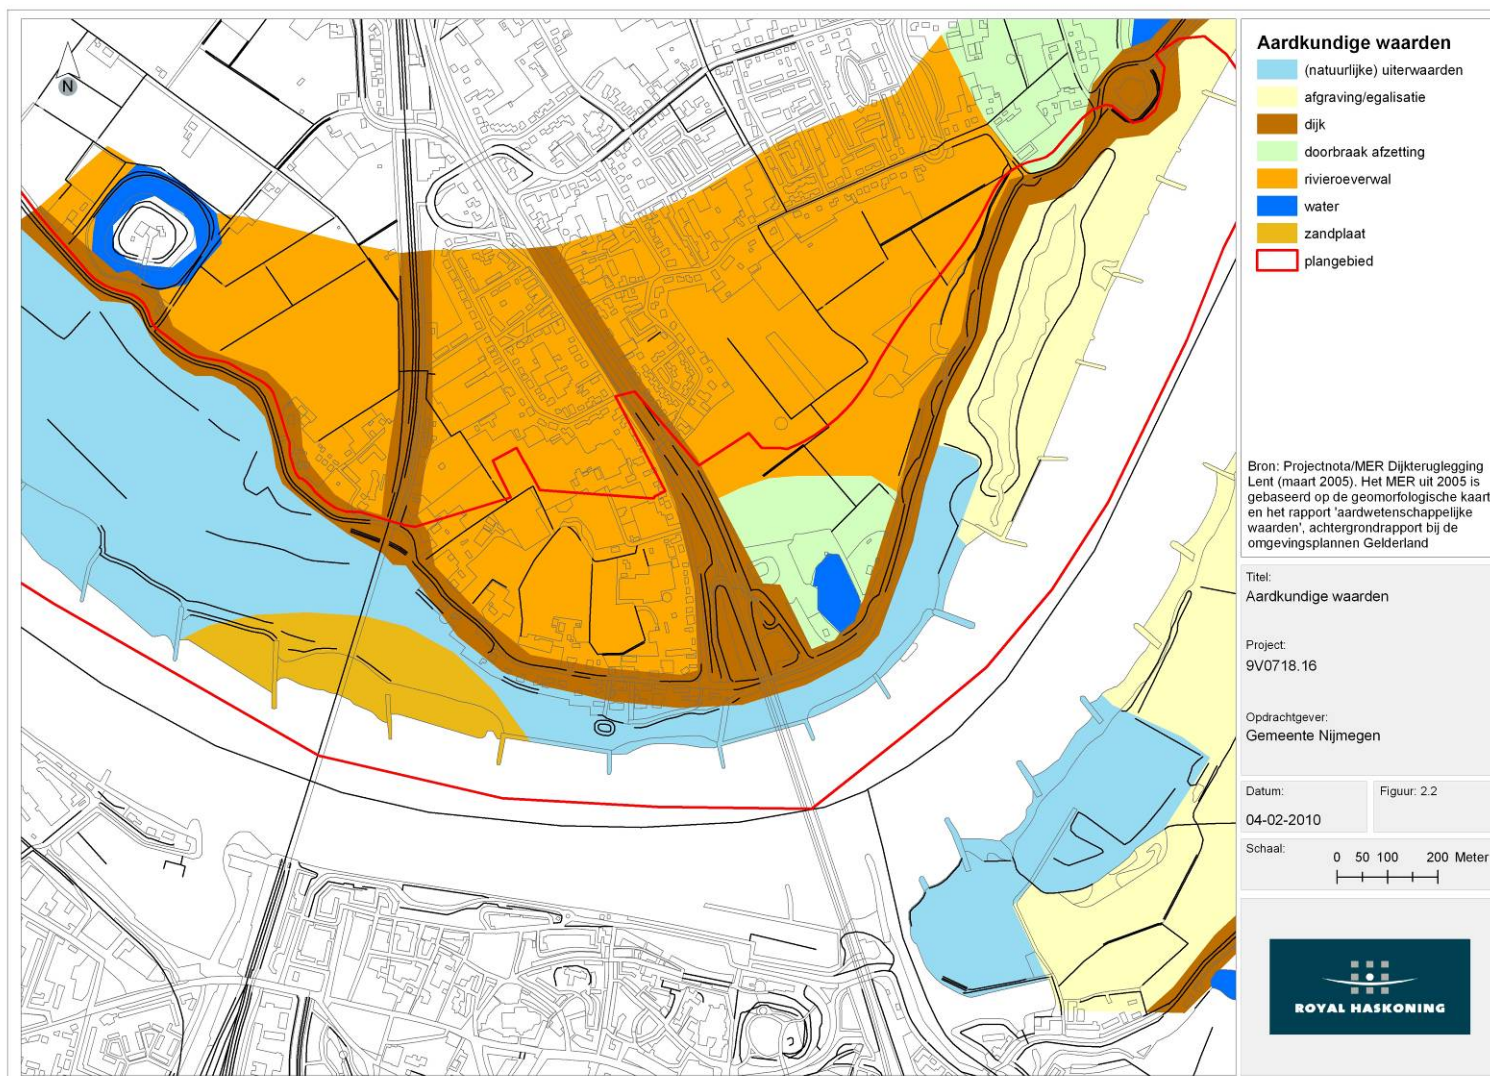 N
Aardkundige waarden
(natuurlijke) uiterwaarden
afgraving/egalisatie
dijk
doorbraak afzetting
rivieroeverwal
water
zandplaat
plangebied
Bron: Projectnota/MER Dijkteruglegging
Lent (maart 2005). Het MER uit 2005 is
gebaseerd op de geomorfologische kaart
en het rapport 'aardwetenschappelijke
waarden', achtergrondrapport bij de
omgevingsplannen Gelderland
Titel:
Aardkundige waarden
Project:
9V0718.16
Opdrachtgever:
Gemeente Nijmegen
Datum:
04-02-2010
Figuur: 2.2
Schaal:
0 50 100 200 Meter
ROYAL HASKONING